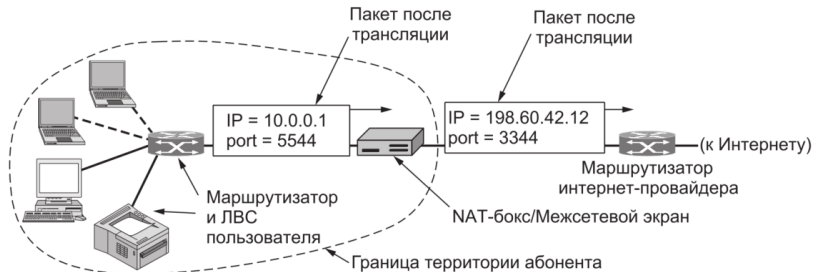 Пакет после
трансляции
Пакет после
трансляции
IP = 10.0.0.1
port = 5544
IP = 198.60.42.12
port = 3344
(к Интернету)
Маршрутизатор
интернет-провайдера
Маршрутизатор
и ЛВС
пользователя
NAT-бокс/Межсетевой экран
Граница территории абонента